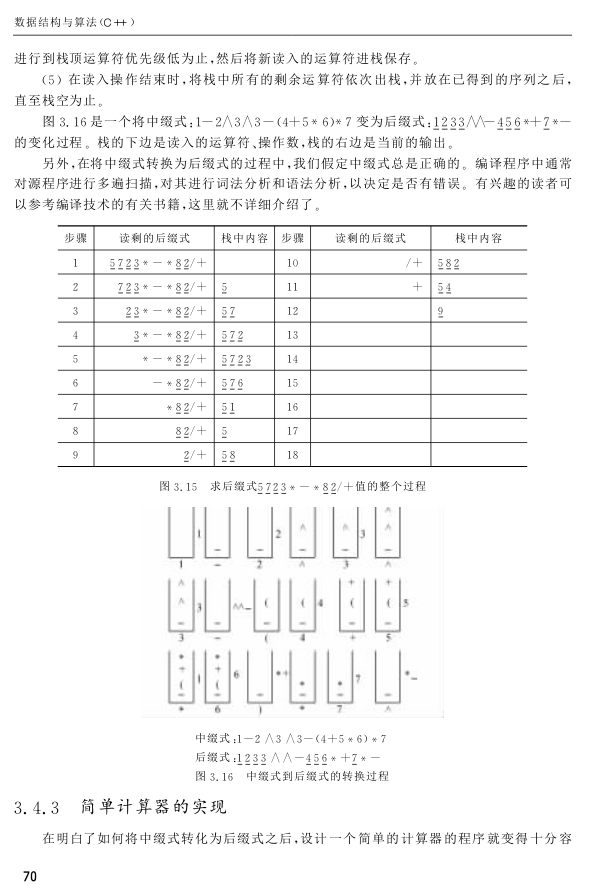 数据结构与算法(C++)
进行到栈顶运算符优先级低为止,然后将新读入的运算符进栈保存。
(5) 在读入操作结束时,将栈中所有的剩余运算符依次出栈,并放在已得到的序列之后,
直至栈空为止。
图 3.16 是一个将中缀式:1-2∧3∧3-(4+5*6)*7 变为后缀式:1233∧∧-456*+7*-
的变化过程。栈的下边是读入的运算符、操作数,栈的右边是当前的输出。
另外,在将中缀式转换为后缀式的过程中,我们假定中缀式总是正确的。编译程序中通常
对源程序进行多遍扫描,对其进行词法分析和语法分析,以决定是否有错误。有兴趣的读者可
以参考编译技术的有关书籍,这里就不详细介绍了。
步骤 读剩的后缀式 栈中内容 步骤 读剩的后缀式 栈中内容
1 5723*-*82/+ 10 /+ 582
2 723*-*82/+ 5 11 + 54
3 23*-*82/+ 57 12 9
4 3*-*82/+ 572 13
5 *-*82/+ 5723 14
6 -*82/+ 576 15
7 *82/+ 51 16
8 82/+ 5 17
9 2/+ 58 18
图 3.15 求后缀式5723*-*82/+值的整个过程
1 2 ∧ ∧ 3 ∧
∧
- - - - -
1 - 2 ∧ 3 ∧
∧ + +
∧ 3 ∧∧- ( ( 4 ( ( 5
- - - - - -
3 - ( 4 + 5
* *
+ + 6 *+ * * 7 *-
( (
- - - - - -
* 6 ) * 7 ∧
中缀式:1-2 ∧3 ∧3-(4+5*6)*7
后缀式:1233 ∧∧-456*+7*-
图 3.16 中缀式到后缀式的转换过程
3.4.3 简单计算器的实现
在明白了如何将中缀式转化为后缀式之后,设计一个简单的计算器的程序就变得十分容
70